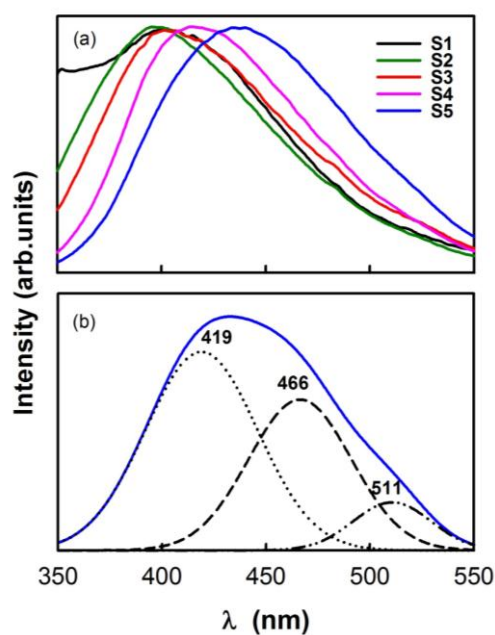 (a)
S1
S2
S3
S4
S5
Intensity (arb.units)
(b)
419
466
511
350 400 450 500 550
λ (nm)